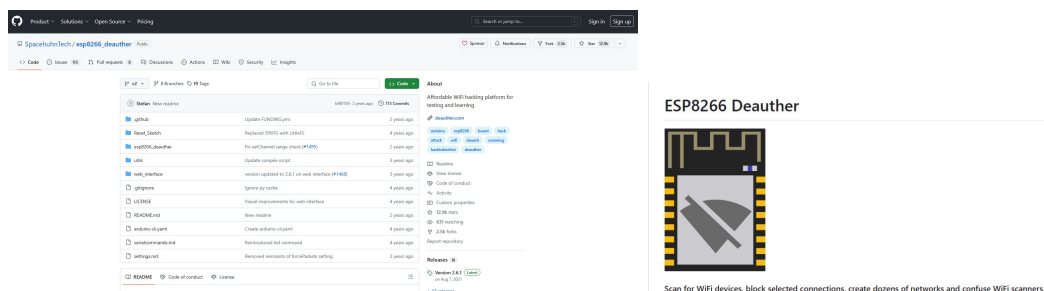 Product Solutions Open Source Pricing
Search or jump to...
Sign in Sign up
SpacehuhnTech / esp8266_deauther Public
Sponsor Notifications Fork 2.5k Star 12.9k
Code Issues 155 Pull requests 8 Discussions Actions Wiki Security Insights
v2 8 Branches 19 Tags
Go to file
Code
Stefan New readme
2 years ago 773 Commits
.github Update FUNDING.yml 2 years ago
Reset_Sketch Replaced SPIFFS with LittleFS 4 years ago
esp8266_deauther Fix setChannel range check (#1495) 2 years ago
utils Update compile script 3 years ago
web_interface version updated to 2.6.1 on web interface (#1468) 3 years ago
.gitignore Ignore py cache 4 years ago
LICENSE Visual improvements for web interface 4 years ago
README.md New readme 2 years ago
arduino-cli.yaml Create arduino-cli.yaml 4 years ago
serialcommands.md Reintroduced led command 4 years ago
settings.md Removed remnants of forcePackets setting 3 years ago
README Code of conduct License
About
Affordable WiFi hacking platform for
testing and learning
deauther.com
arduino esp8266 board hack
attack wifi deauth scanning
hacktoberfest deauther
Readme
View license
Code of conduct
Activity
Custom properties
12.9k stars
631 watching
2.5k forks
Report repository
Releases 18
Version 2.6.1 Latest
on Aug 7, 2021
ESP8266 Deauther
Scan for WiFi devices, block selected connections, create dozens of networks and confuse WiFi scanners.